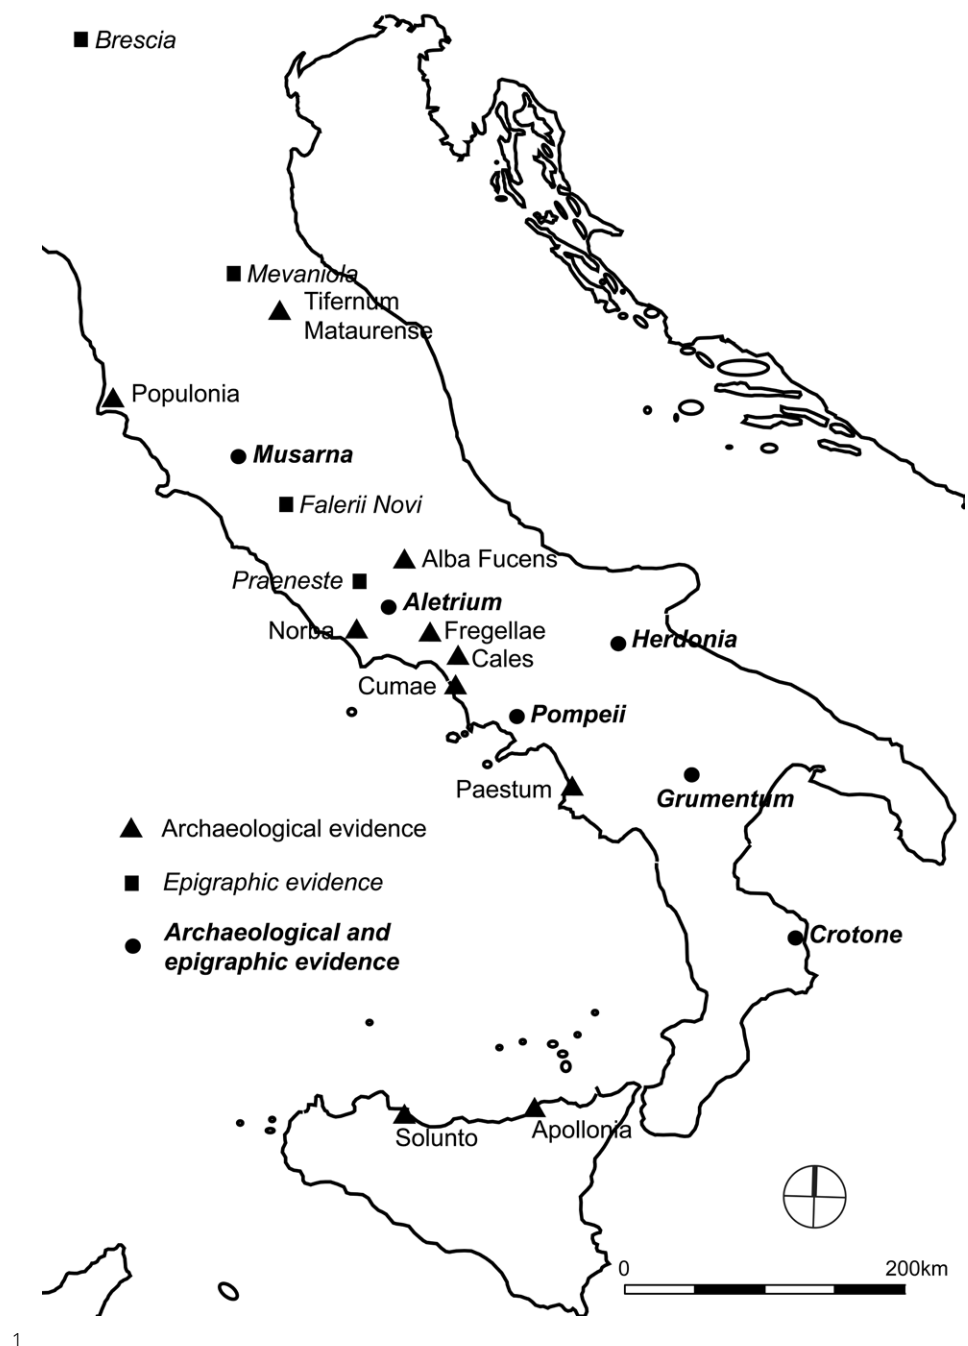 Brescia
Mevaniola
Tifernum
Mataurense
Populonia
Musarna
Falerii Novi
Alba Fucens
Praeneste
Aletrium
Norba
Fregellae
Herdonia
Cales
Cumae
Pompeii
Paestum
Grumentum
Archaeological evidence
Epigraphic evidence
Archaeological and
epigraphic evidence
Crotone
Solunto
Apollonia
0
200km
1